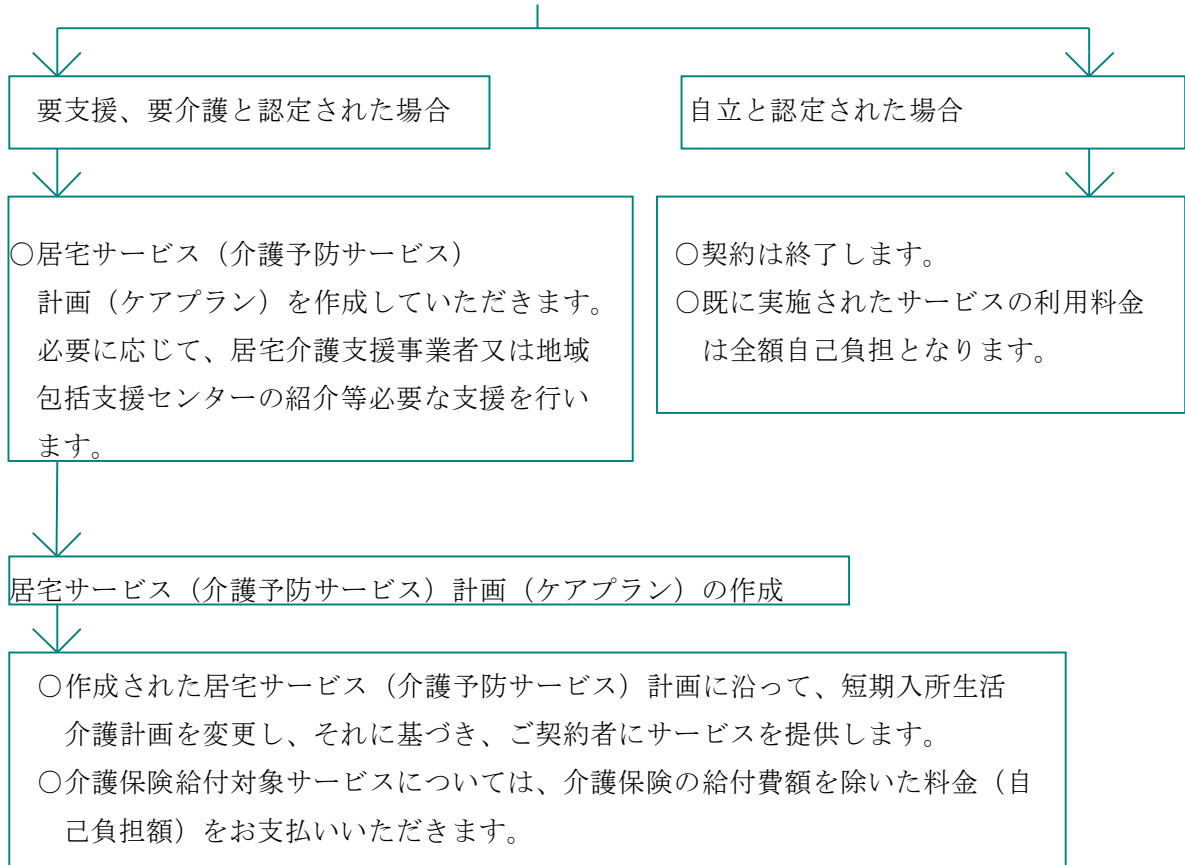 要支援、要介護と認定された場合
自立と認定された場合
○居宅サービス（介護予防サービス）
計画（ケアプラン）を作成していただきます。
必要に応じて、居宅介護支援事業者又は地域
包括支援センターの紹介等必要な支援を行い
ます。
○契約は終了します。
○既に実施されたサービスの利用料金
は全額自己負担となります。
居宅サービス（介護予防サービス）計画（ケアプラン）の作成
○作成された居宅サービス（介護予防サービス）計画に沿って、短期入所生活
介護計画を変更し、それに基づき、ご契約者にサービスを提供します。
○介護保険給付対象サービスについては、介護保険の給付費額を除いた料金（自
己負担額）をお支払いいただきます。